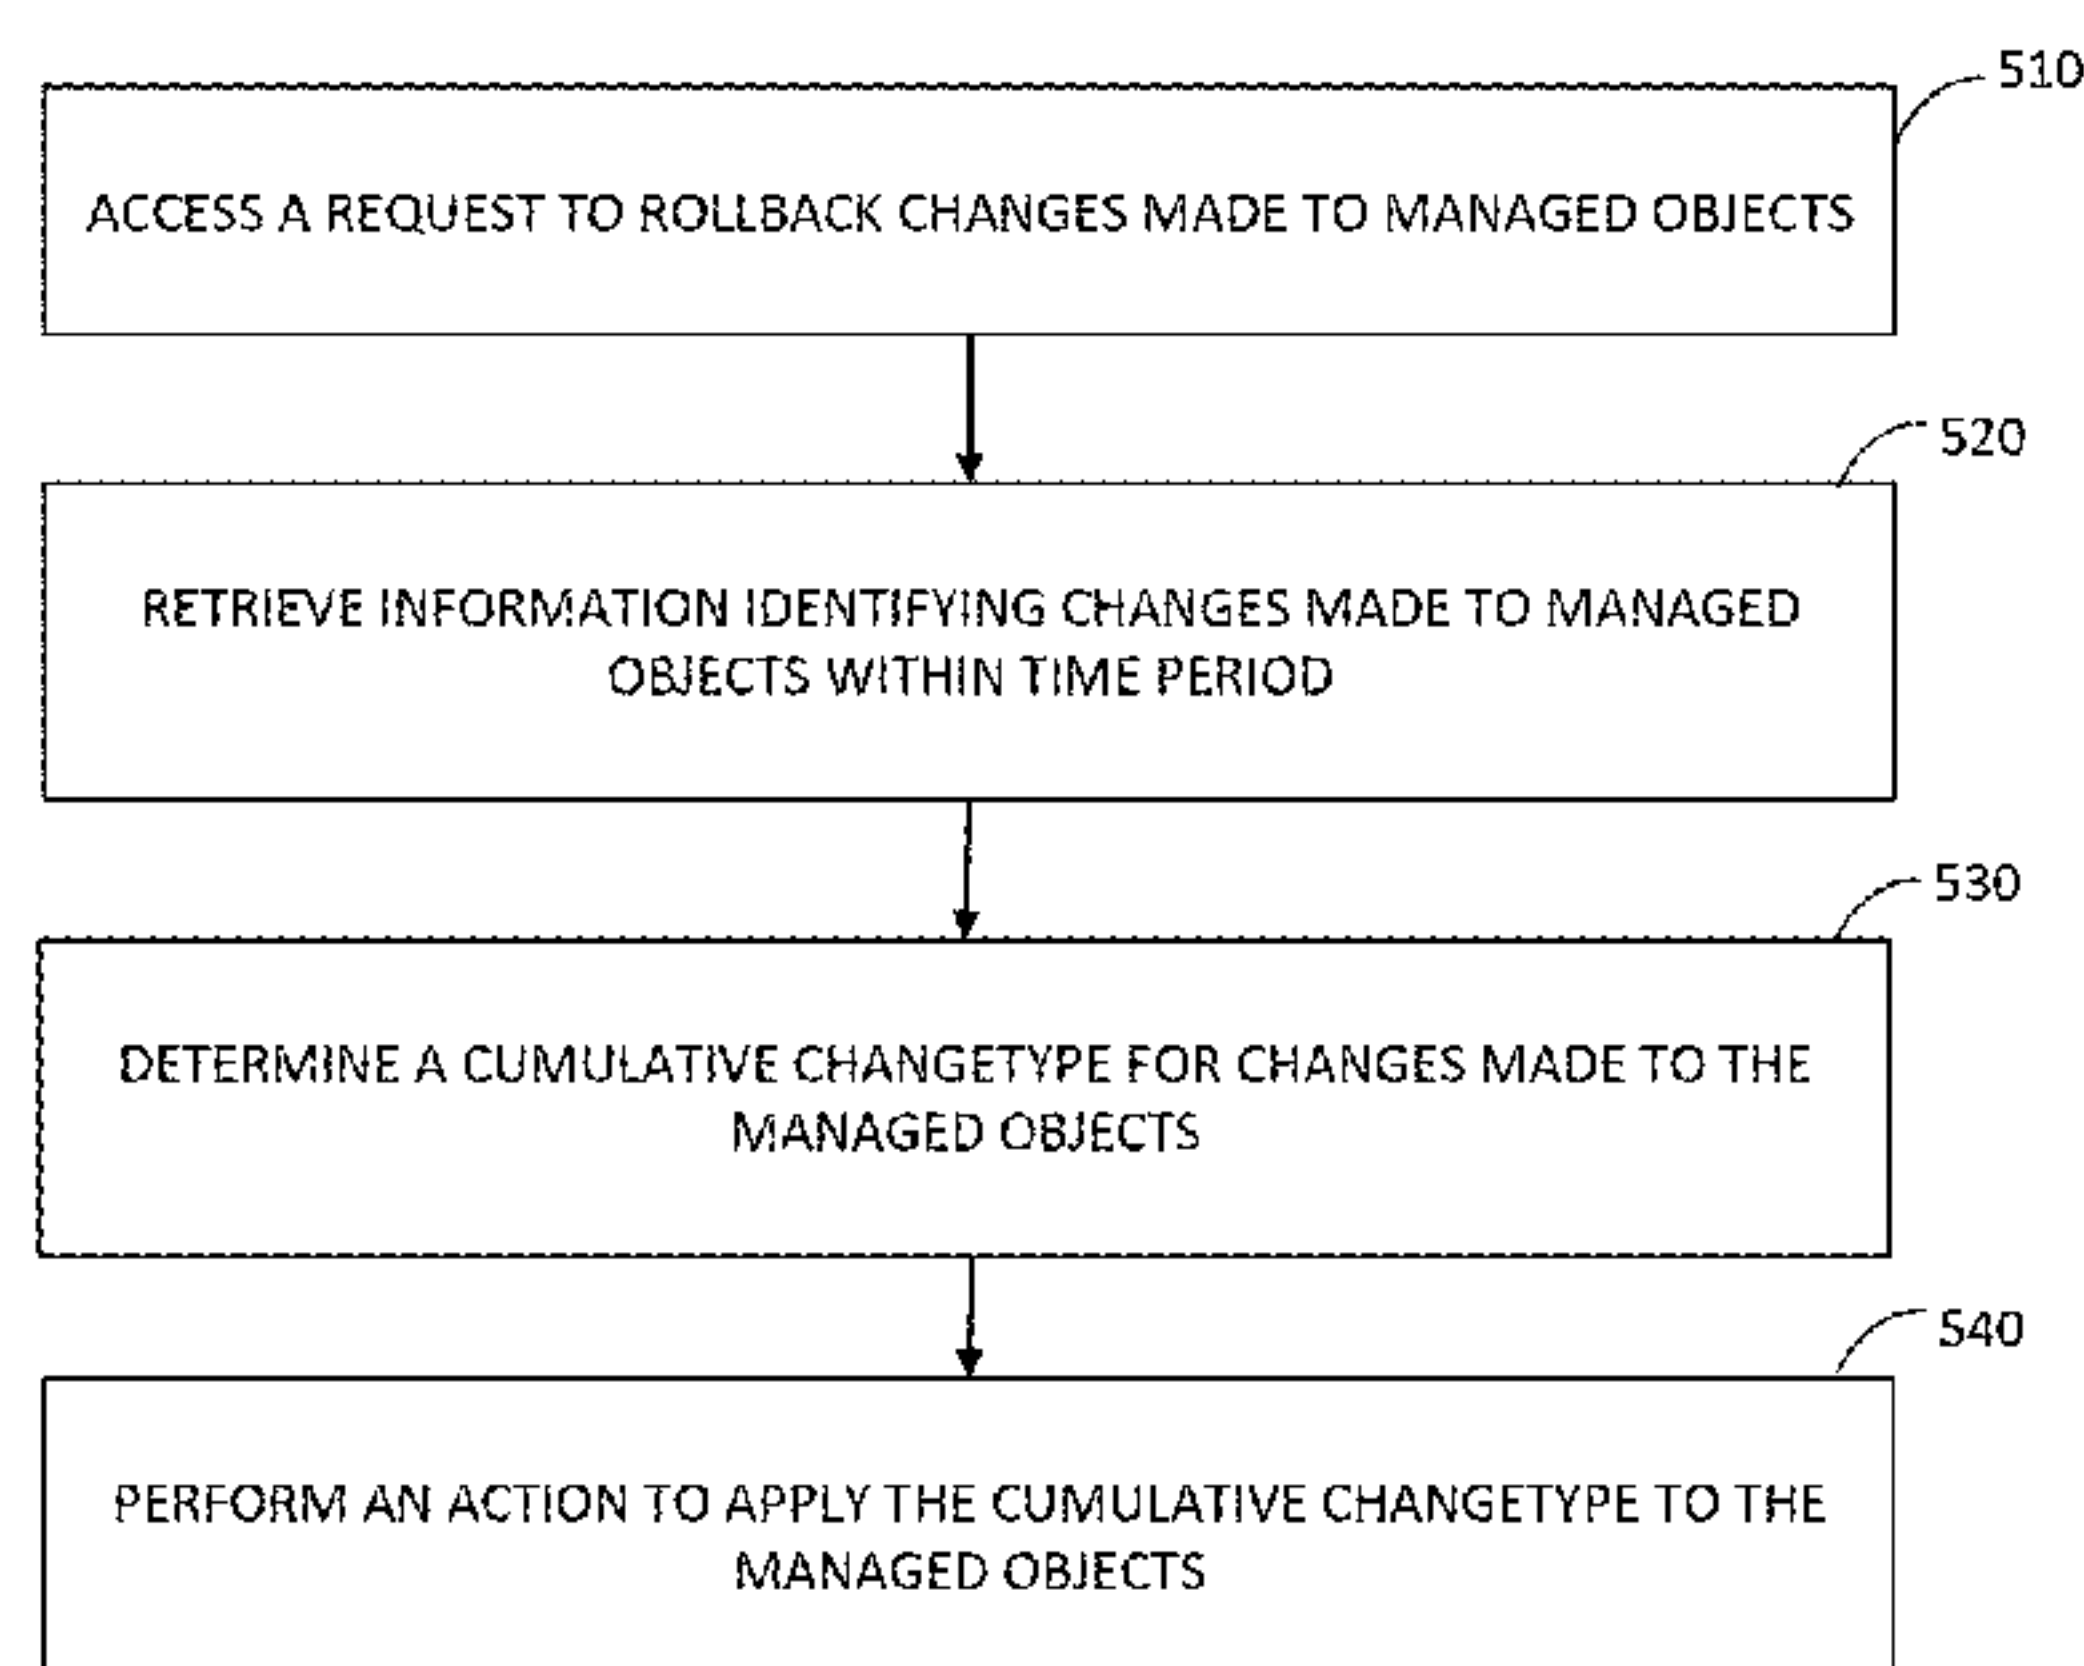 510
ACCESS A REQUEST TO ROLLBACK CHANGES MADE TO MANAGED OBJECTS
520
RETRIEVE INFORMATION IDENTIFYING CHANGES MADE TO MANAGED
OBJECTS WITHIN TIME PERIOD
530
DETERMINE A CUMULATIVE CHANGETYPE FOR CHANGES MADE TO THE
MANAGED OBJECTS
540
PERFORM AN ACTION TO APPLY THE CUMULATIVE CHANGETYPE TO THE
MANAGED OBJECTS